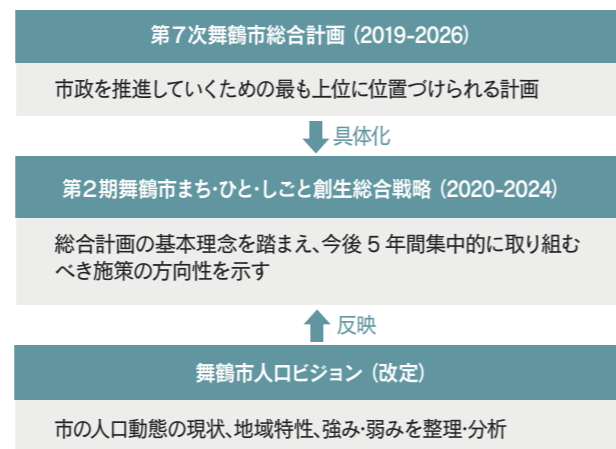 第7次舞鶴市総合計画（2019-2026）
市政を推進していくための最も上位に位置づけられる計画
具体化
第2期舞鶴市まち・ひと・しごと創生総合戦略（2020-2024）
総合計画の基本理念を踏まえ、今後 5 年間集中的に取り組む
べき施策の方向性を示す
反映
舞鶴市人口ビジョン（改定）
市の人口動態の現状、地域特性、強み・弱みを整理・分析